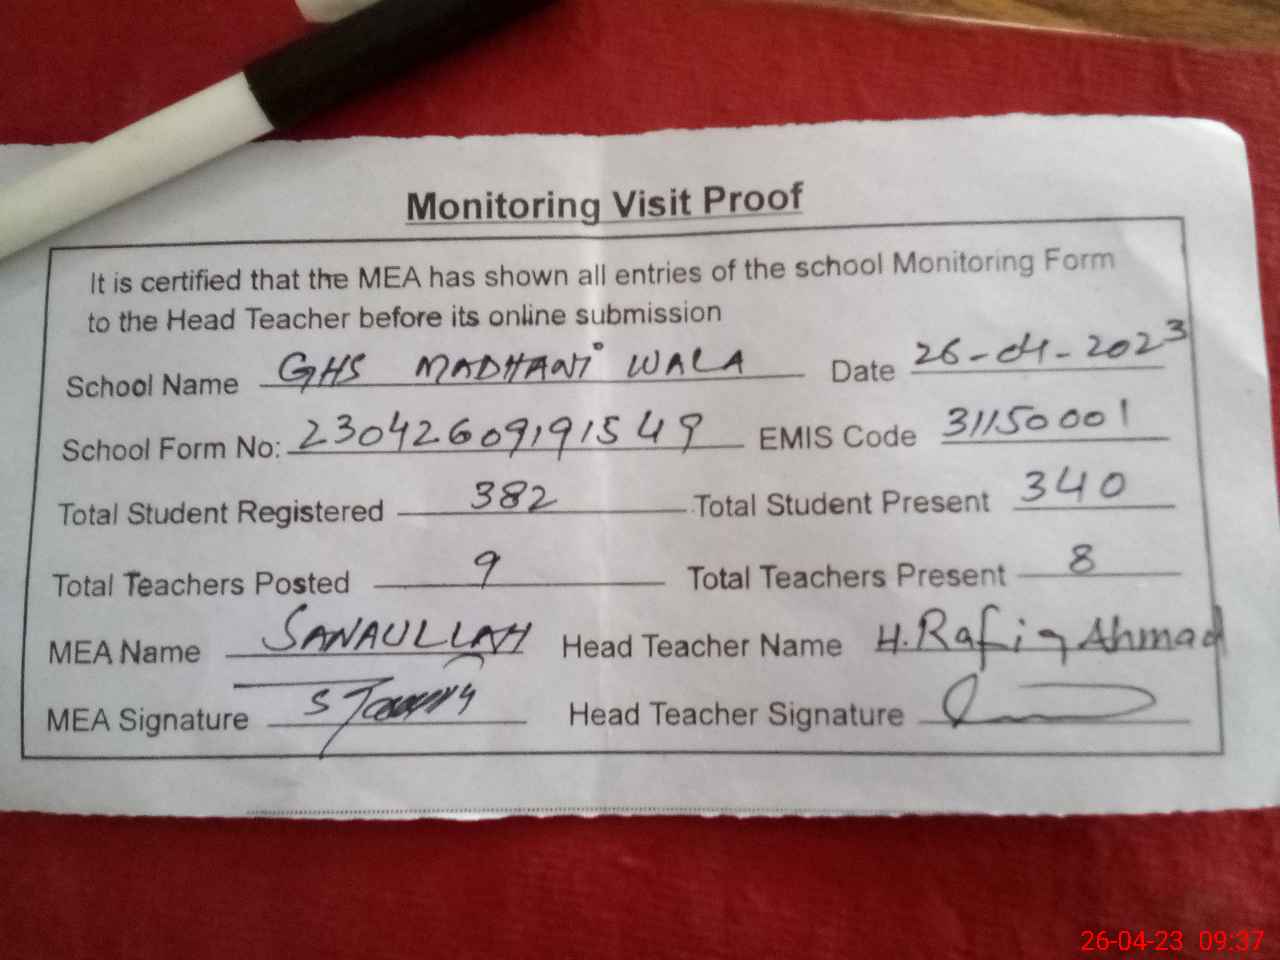 Monitoring Visit Proof
It is certified that the MEA has shown all entries of the school Monitoring Form
to the Head Teacher before its online submission
School Name GHS MADHANI WALA Date 26-04-2023
School Form No: 23042609191549 EMIS Code 31150001
Total Student Registered 382 Total Student Present 340
Total Teachers Posted 9 Total Teachers Present 8
MEA Name SANAULLAH Head Teacher Name H.Rafiq Ahmad
MEA Signature Head Teacher Signature
26-04-23 09:37